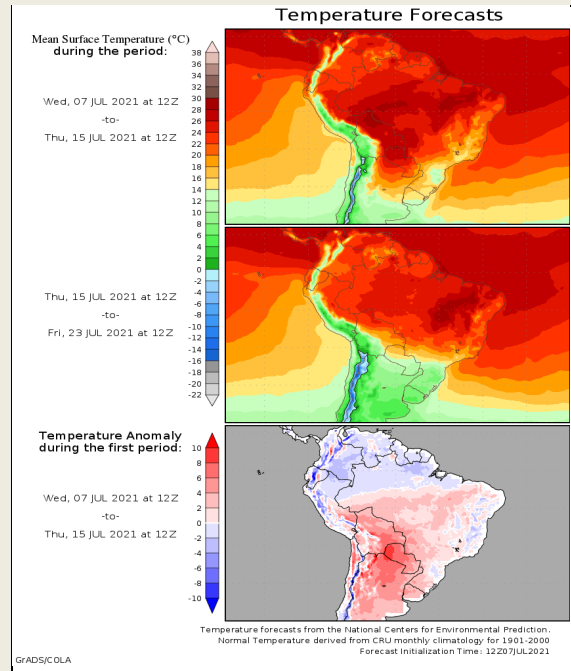 Temperature Forecasts
Mean Surface Temperature (°C)
during the period:
38
36
34
32
30
28
26
24
22
20
18
16
14
12
10
8
6
4
2
0
-2
-4
-6
-8
-10
-12
-14
-16
-18
-20
-22
Wed, 07 JUL 2021 at 12Z
-to-
Thu, 15 JUL 2021 at 12Z
Thu, 15 JUL 2021 at 12Z
-to-
Fri, 23 JUL 2021 at 12Z
Temperature Anomaly
during the first period:
10
8
6
4
2
0
-2
-4
-6
-8
-10
Wed, 07 JUL 2021 at 12Z
-to-
Thu, 15 JUL 2021 at 12Z
Temperature forecasts from the National Centers for Environmental Prediction.
Normal Temperature derived from CRU monthly climatology for 1901-2000
Forecast Initialization Time: 12Z07JUL2021
GrADS/COLA